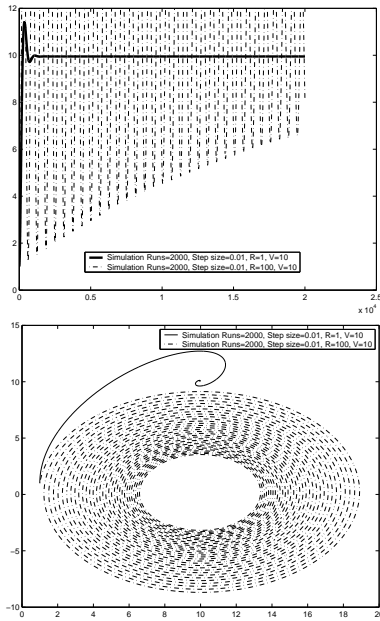 12
10
8
6
4
2
0
Simulation Runs=2000, Step size=0.01, R=1, V=10
Simulation Runs=2000, Step size=0.01, R=100, V=10
0 0.5 1 1.5 2 2.5
x 10^4
15
Simulation Runs=2000, Step size=0.01, R=1, V=10
Simulation Runs=2000, Step size=0.01, R=100, V=10
10
5
0
−5
−10
0 2 4 6 8 10 12 14 16 18 20